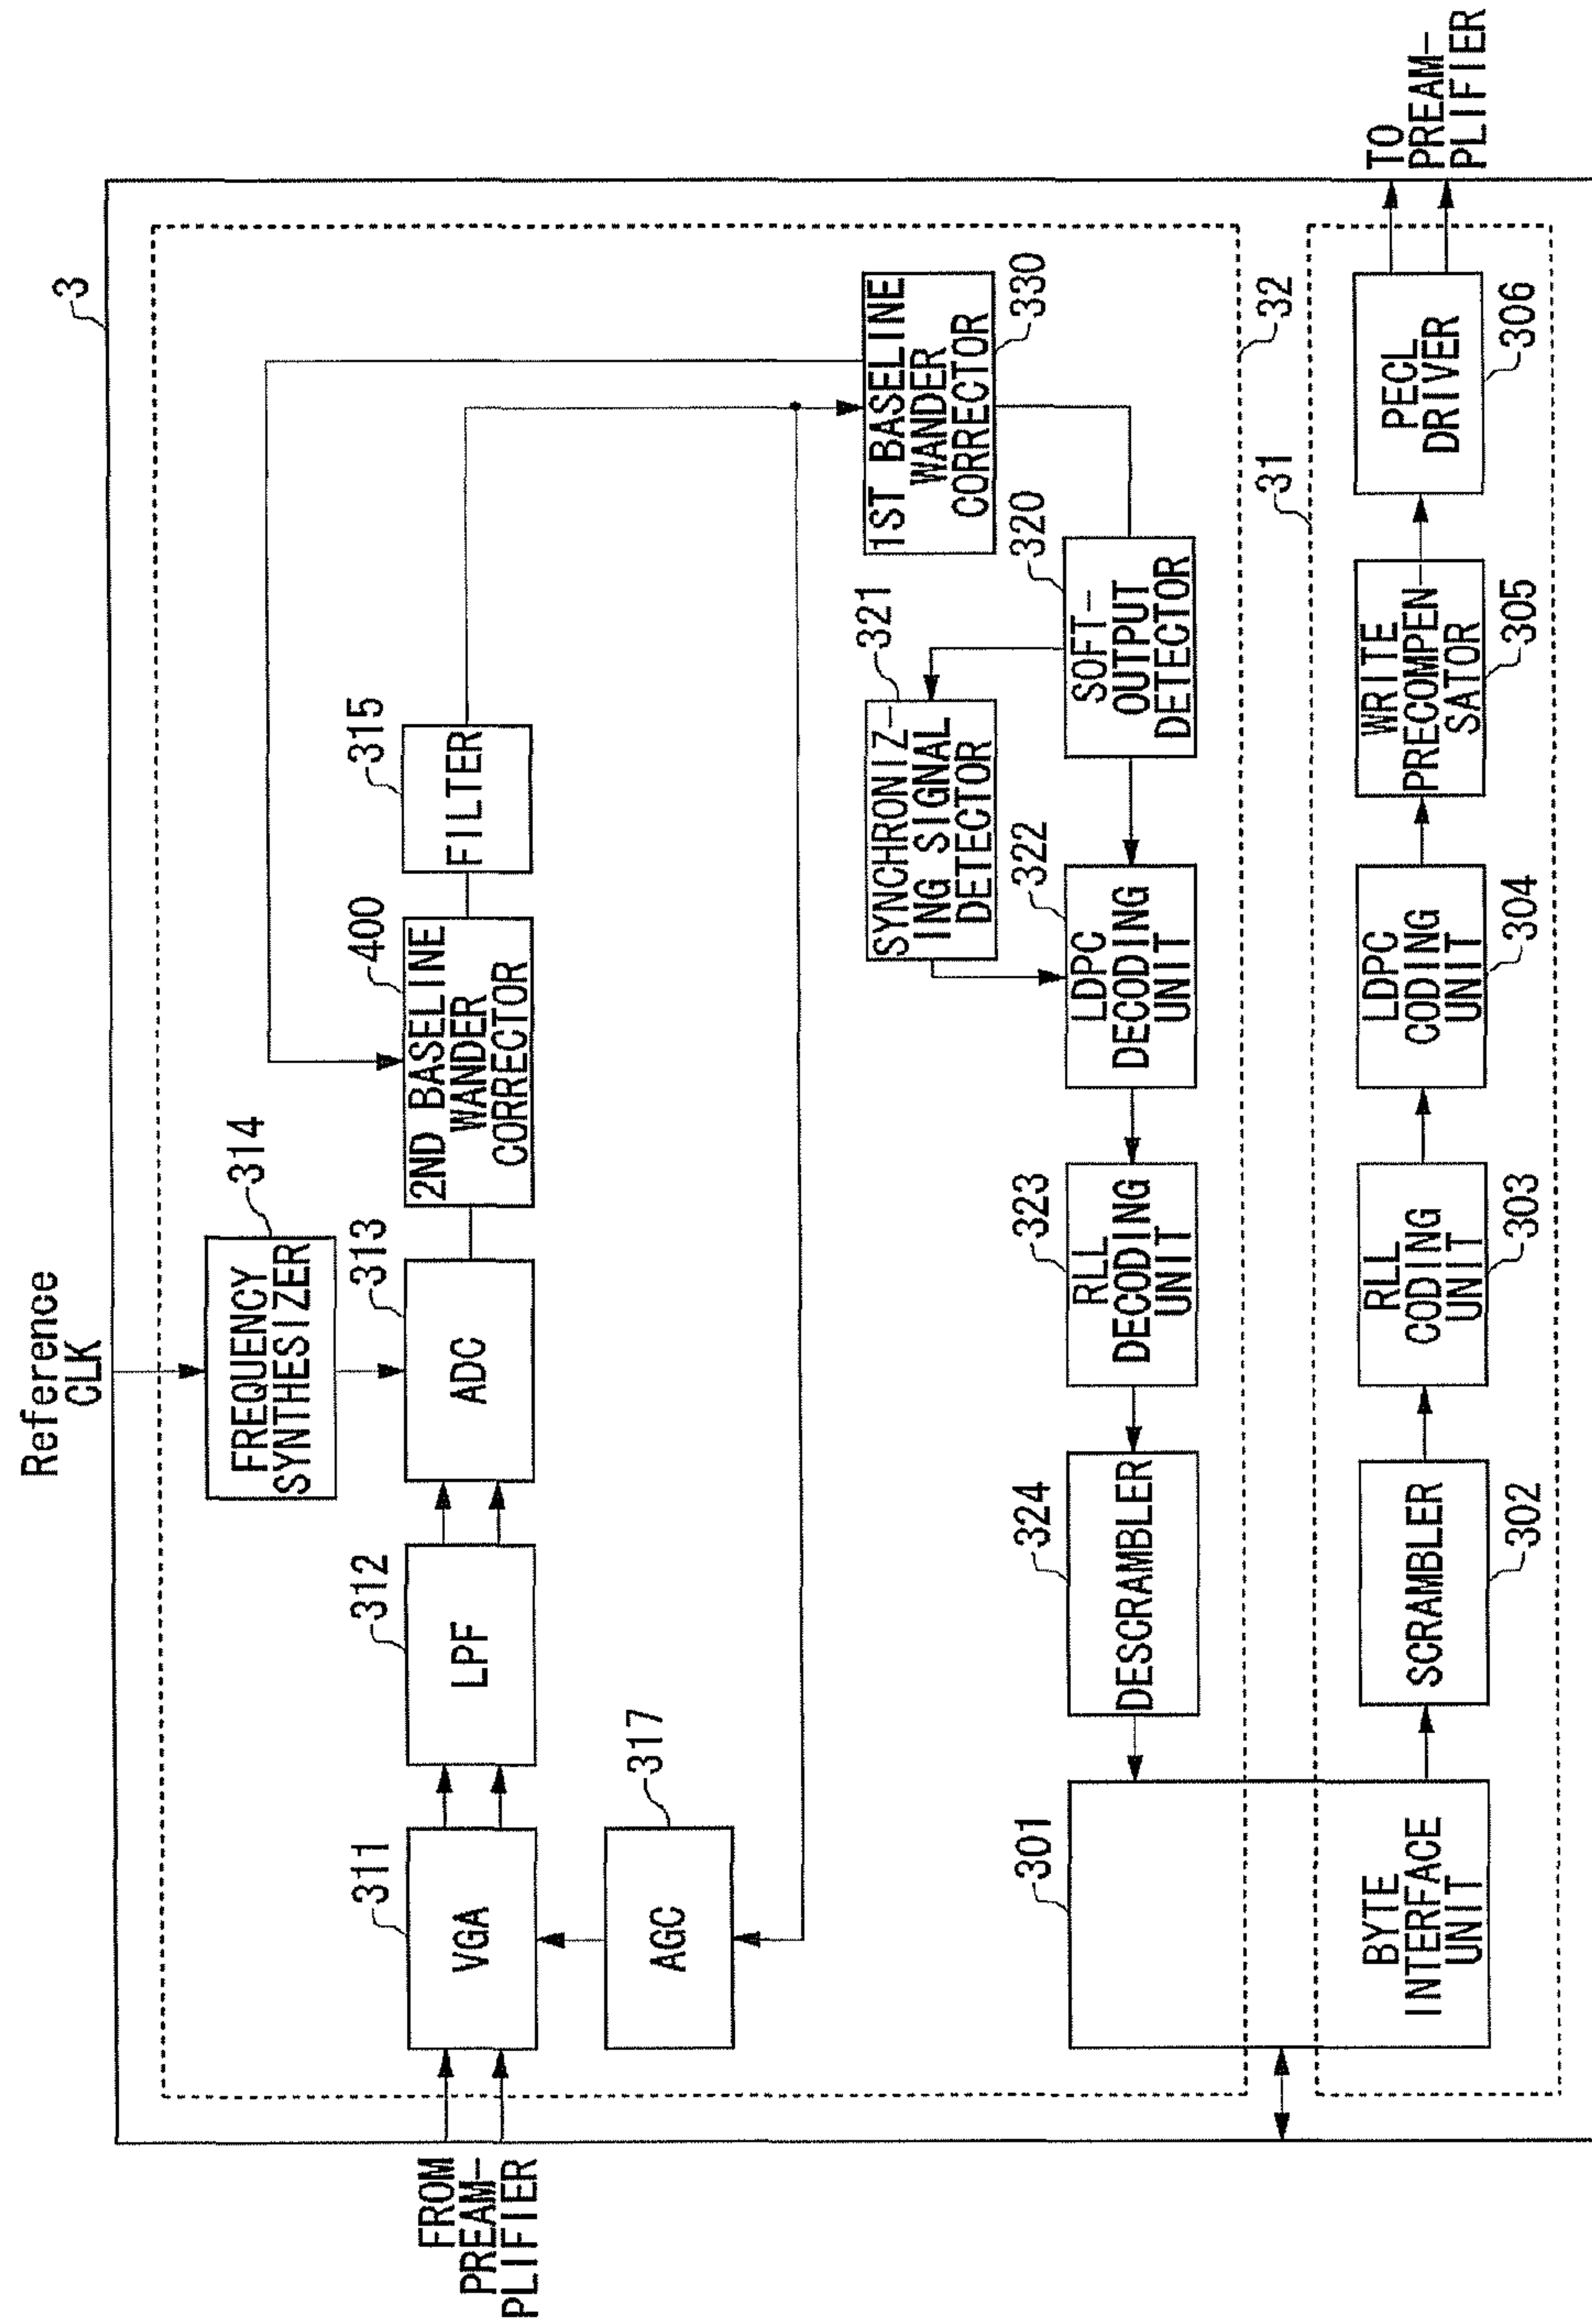 Reference
CLK
3
FREQUENCY
SYNTHESIZER
314
FROM
PREAM-
PLIFIER
VGA
311
LPF
312
ADC
313
2ND BASELINE
WANDER
CORRECTOR
400
FILTER
315
AGC
317
1ST BASELINE
WANDER
CORRECTOR
330
SYNCHRONIZ-
ING SIGNAL
DETECTOR
321
SOFT-
OUTPUT
DETECTOR
320
LDPC
DECODING
UNIT
322
RLL
DECODING
UNIT
323
DESCRAMBLER
324
301
BYTE
INTERFACE
UNIT
32
31
SCRAMBLER
302
RLL
CODING
UNIT
303
LDPC
CODING
UNIT
304
WRITE
PRECOMPEN-
SATOR
305
PECL
DRIVER
306
TO
PREAM-
PLIFIER